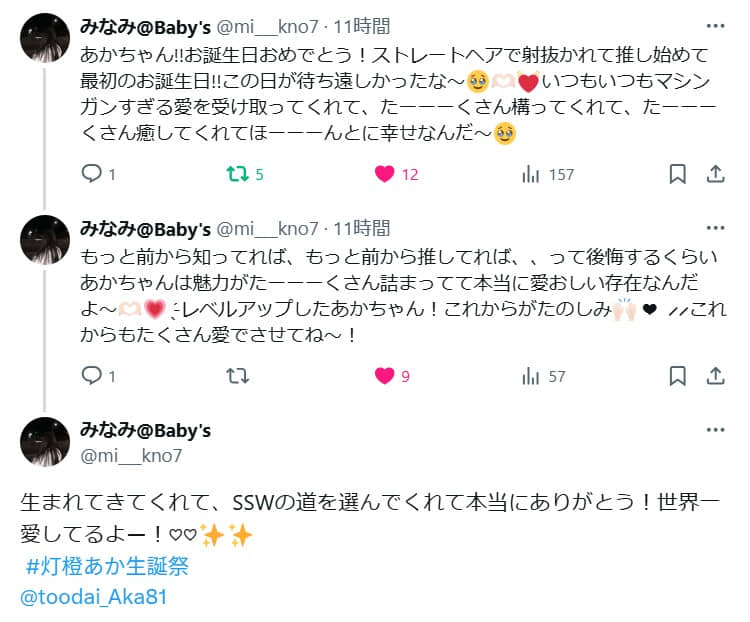 みなみ@Baby's @mi___kno7 · 11時間
あかちゃん!!お誕生日おめでとう！ストレートヘアで射抜かれて推し始めて
最初のお誕生日!!この日が待ち遠しかったな〜🥹🫶🏻💓いつもいつもマシン
ガンすぎる愛を受け取ってくれて、たーーーくさん構ってくれて、たーーー
くさん癒してくれてほーーーんとに幸せなんだ〜🥹
1 5 12 157
みなみ@Baby's @mi___kno7 · 11時間
もっと前から知ってれば、もっと前から推してれば、、って後悔するくらい
あかちゃんは魅力がたーーーくさん詰まってて本当に愛おしい存在なんだ
よ〜🫶🏻💗 ̖́-レベルアップしたあかちゃん！これからがたのしみ🙌🏻 ❤︎ ⸝⸝これ
からもたくさん愛でさせてね〜！
1 9 57
みなみ@Baby's
@mi___kno7
生まれてきてくれて、SSWの道を選んでくれて本当にありがとう！世界一
愛してるよー！♡♡✨✨
#灯橙あか生誕祭
@toodai_Aka81